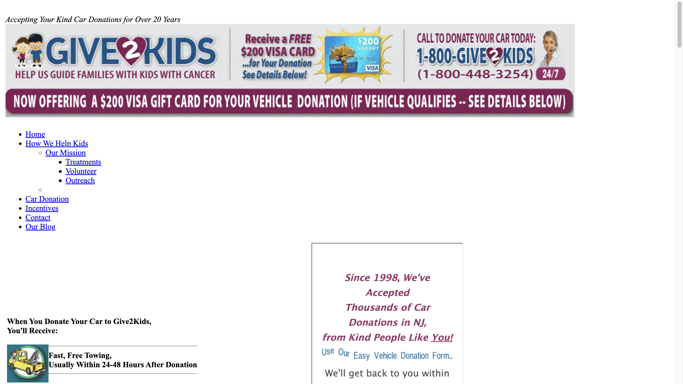 Accepting Your Kind Car Donations for Over 20 Years
GIVE2KIDS
HELP US GUIDE FAMILIES WITH KIDS WITH CANCER
Receive a FREE
$200 VISA CARD
...for Your Donation
See Details Below!
VISA GIFT
$200
VISA
CALL TO DONATE YOUR CAR TODAY:
1-800-GIVE2KIDS
(1-800-448-3254) 24/7
NOW OFFERING A $200 VISA GIFT CARD FOR YOUR VEHICLE DONATION (IF VEHICLE QUALIFIES -- SEE DETAILS BELOW)
Home
How We Help Kids
Our Mission
Treatments
Volunteer
Outreach
Car Donation
Incentives
Contact
Our Blog
Since 1998, We've
Accepted
Thousands of Car
Donations in NJ,
from Kind People Like You!
Use Our Easy Vehicle Donation Form...
We'll get back to you within
When You Donate Your Car to Give2Kids,
You'll Receive:
Fast, Free Towing,
Usually Within 24-48 Hours After Donation